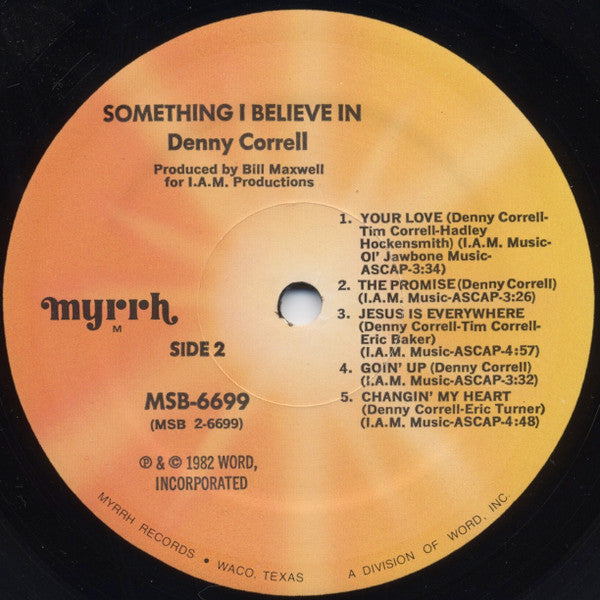 SOMETHING I BELIEVE IN
Denny Correll
Produced by Bill Maxwell
for I.A.M. Productions
1. YOUR LOVE (Denny Correll-
Tim Correll-Hadley
Hockensmith) (I.A.M. Music-
Ol' Jawbone Music-
ASCAP-3:34)
2. THE PROMISE (Denny Correll)
(I.A.M. Music-ASCAP-3:26)
3. JESUS IS EVERYWHERE
(Denny Correll-Tim Correll-
Eric Baker)
(I.A.M. Music-ASCAP-4:57)
4. GOIN' UP (Denny Correll)
(I.A.M. Music-ASCAP-3:32)
5. CHANGIN' MY HEART
(Denny Correll-Eric Turner)
(I.A.M. Music-ASCAP-4:48)
myrrh
M
SIDE 2
MSB-6699
(MSB 2-6699)
℗ & © 1982 WORD,
INCORPORATED
MYRRH RECORDS • WACO, TEXAS A DIVISION OF WORD, INC.